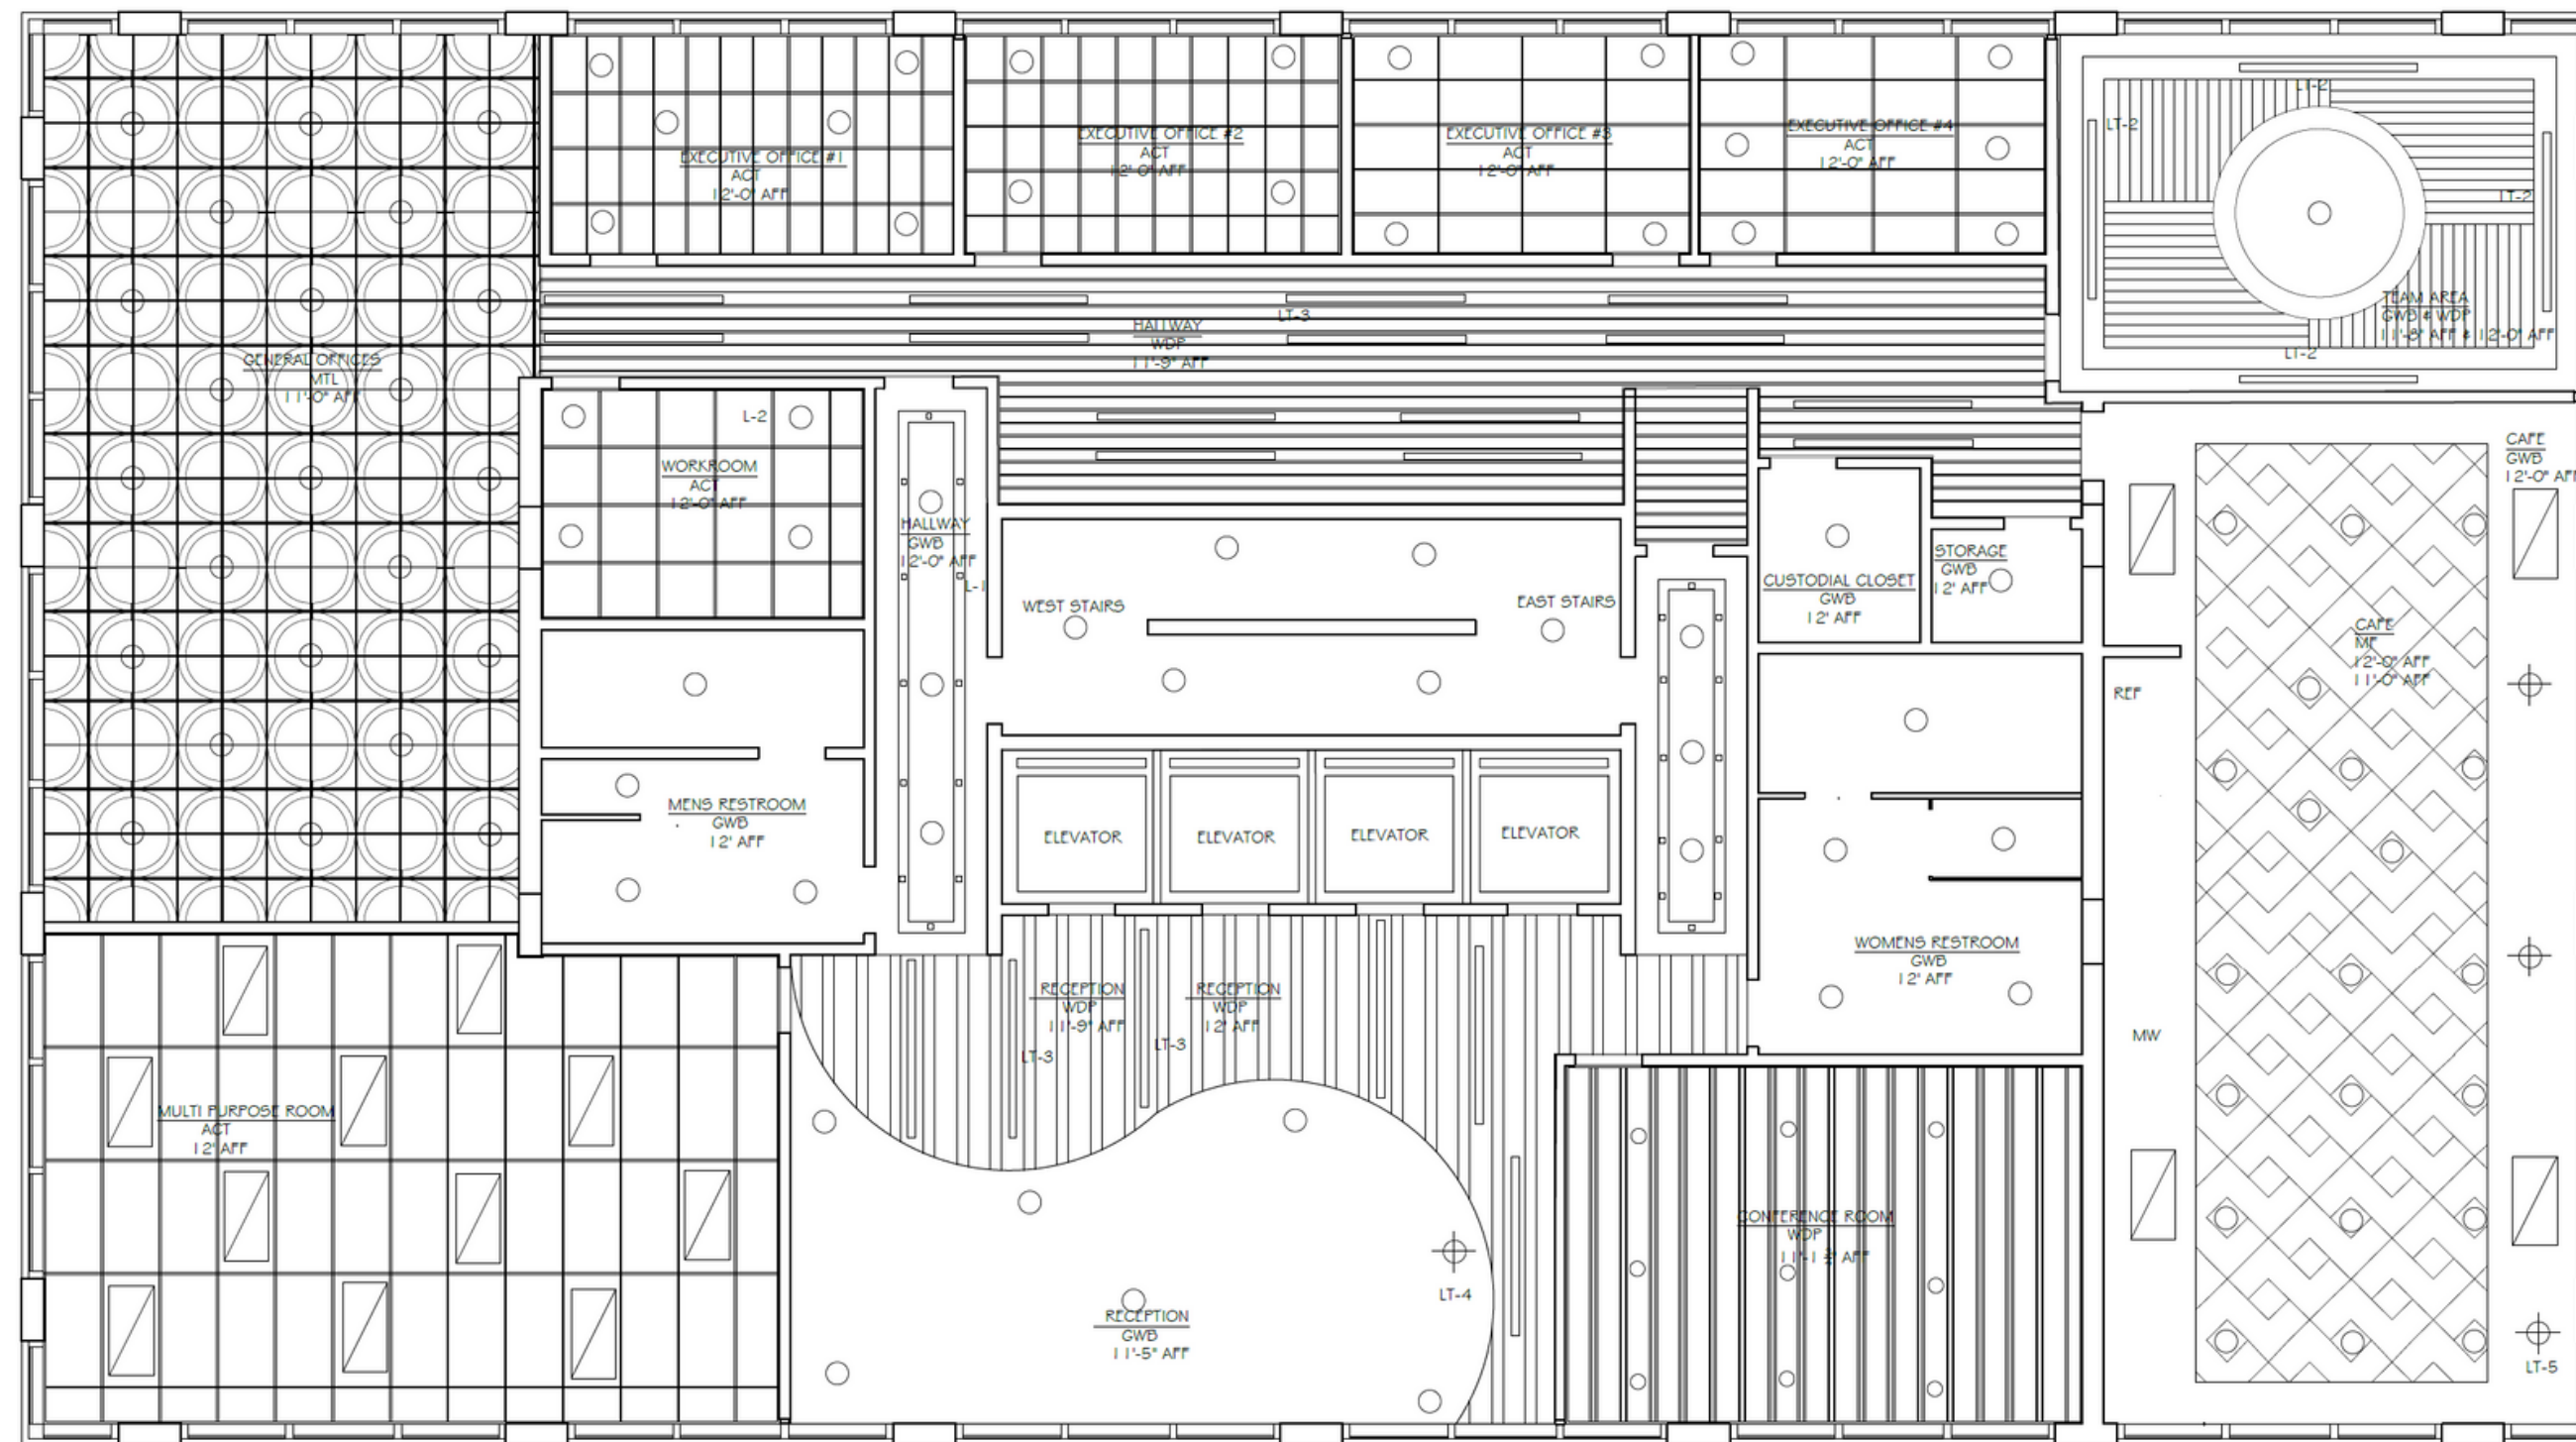 LT-2
EXECUTIVE OFFICE #1
ACT
12'-0" AFF
EXECUTIVE OFFICE #2
ACT
12'-0" AFF
EXECUTIVE OFFICE #3
ACT
12'-0" AFF
EXECUTIVE OFFICE #4
ACT
12'-0" AFF
LT-2
LT-2
TEAM AREA
GWB & WDP
11'-8" AFF & 12'-0" AFF
LT-2
LT-3
HALLWAY
WDP
11'-9" AFF
GENERAL OFFICES
MTL
11'-0" AFF
L-2
WORKROOM
ACT
12'-0" AFF
HALLWAY
GWB
12'-0" AFF
L-1
WEST STAIRS
EAST STAIRS
CUSTODIAL CLOSET
GWB
12' AFF
STORAGE
GWB
12' AFF
CAFE
GWB
12'-0" AFF
CAFE
MF
12'-0" AFF
11'-0" AFF
REF
MENS RESTROOM
GWB
12' AFF
ELEVATOR
ELEVATOR
ELEVATOR
ELEVATOR
WOMENS RESTROOM
GWB
12' AFF
RECEPTION
WDP
11'-9" AFF
RECEPTION
WDP
12' AFF
LT-3
LT-3
MW
MULTI PURPOSE ROOM
ACT
12' AFF
CONFERENCE ROOM
WDP
AFF
LT-4
RECEPTION
GWB
11'-5" AFF
LT-5